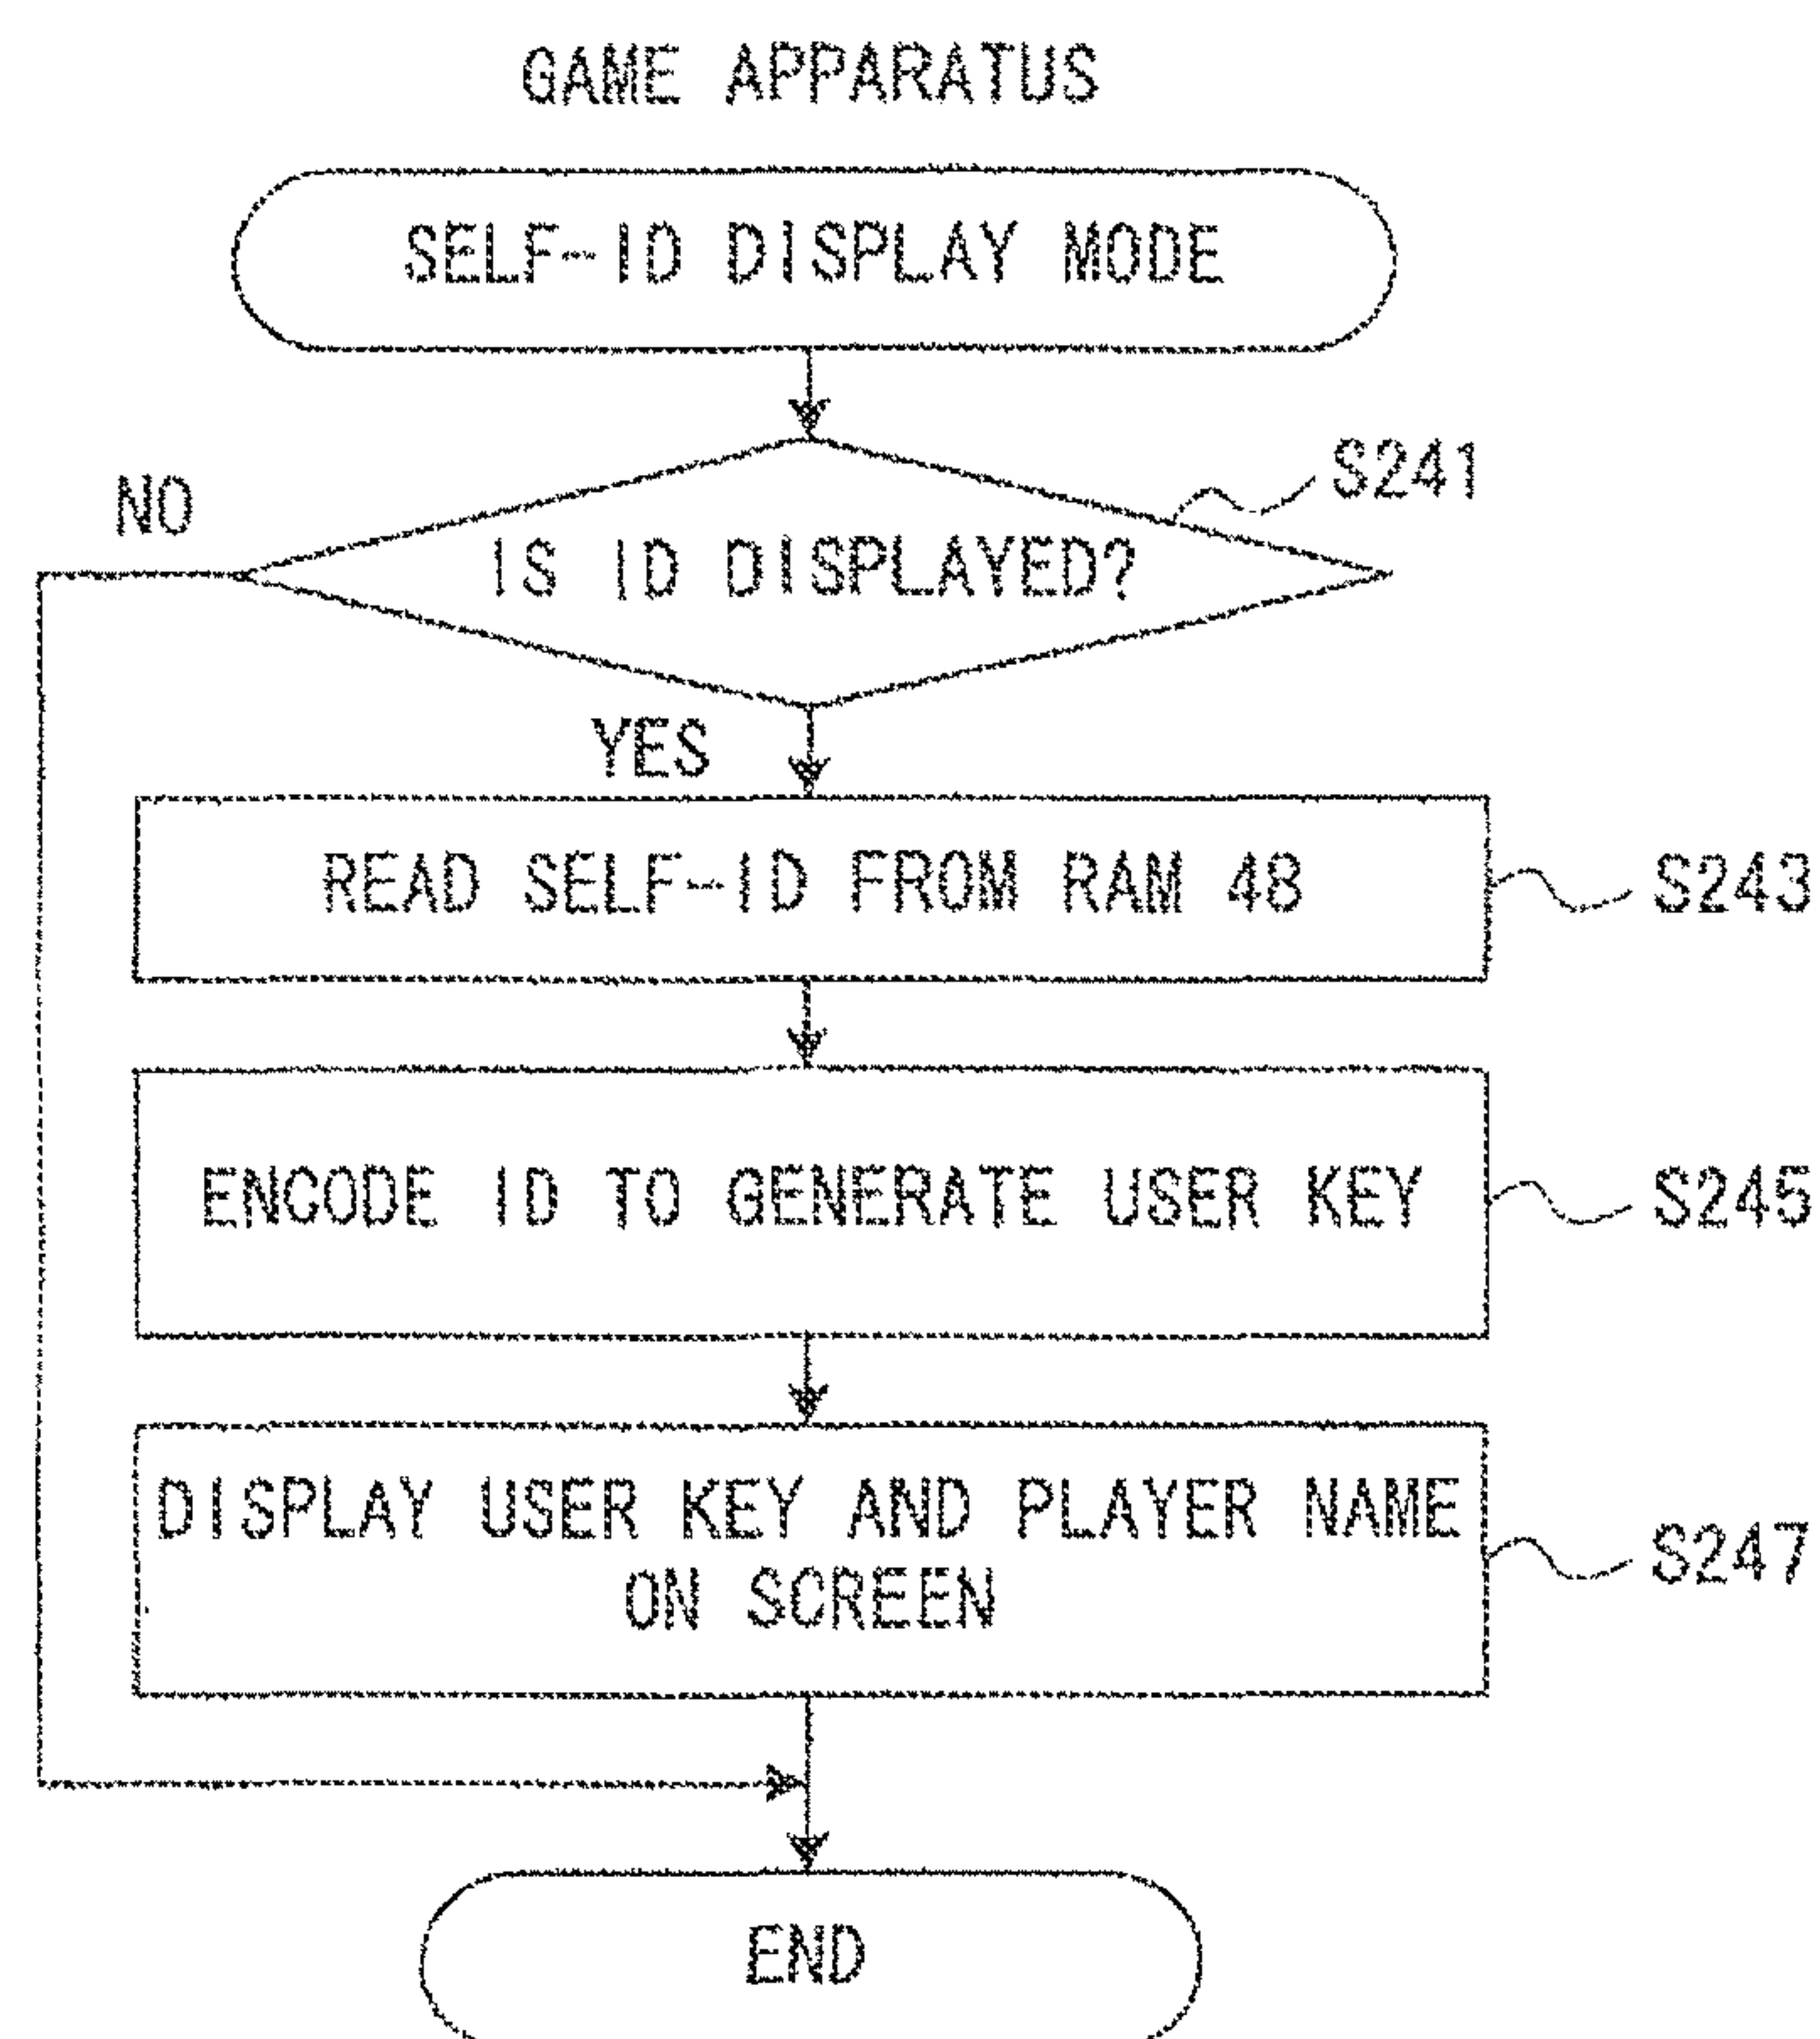 GAME APPARATUS
SELF-ID DISPLAY MODE
S241
NO
IS ID DISPLAYED?
YES
READ SELF-ID FROM RAM 48
S243
ENCODE ID TO GENERATE USER KEY
S245
DISPLAY USER KEY AND PLAYER NAME
ON SCREEN
S247
END